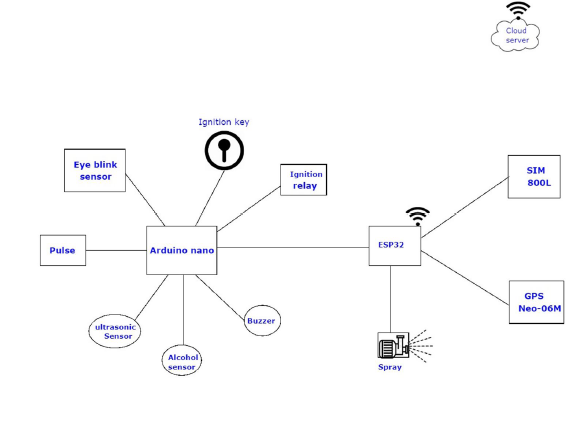 Cloud
server
Ignition key
Eye blink
sensor
Ignition
relay
SIM
800L
Pulse
Arduino nano
ESP32
GPS
Neo-06M
ultrasonic
Sensor
Buzzer
Alcohol
sensor
Spray